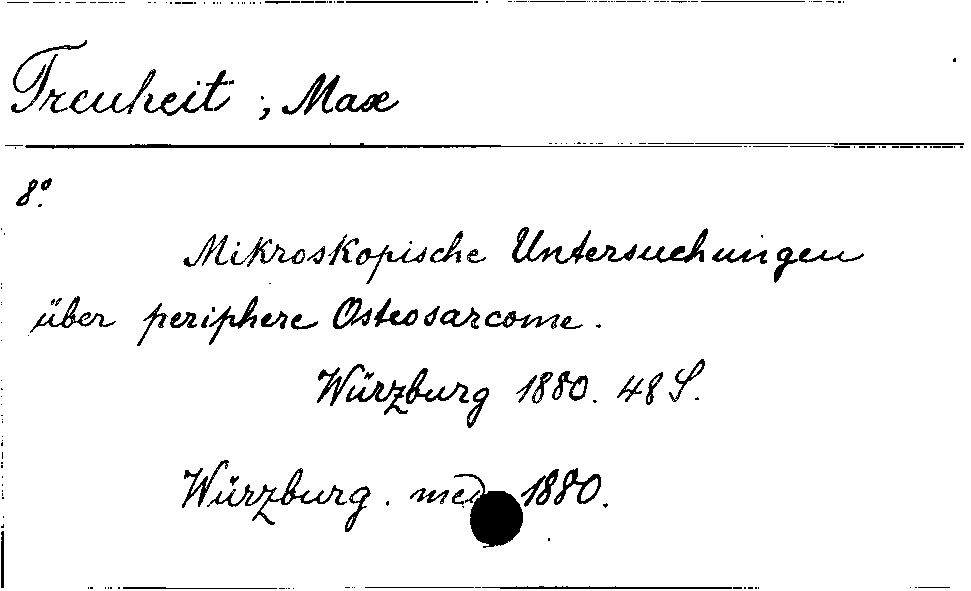 Treuheit, Max
8°.
Mikroskopische Untersuchungen
über periphere Osteosarcome.
Würzburg 1880. 48 S.
Würzburg. med. 1880.